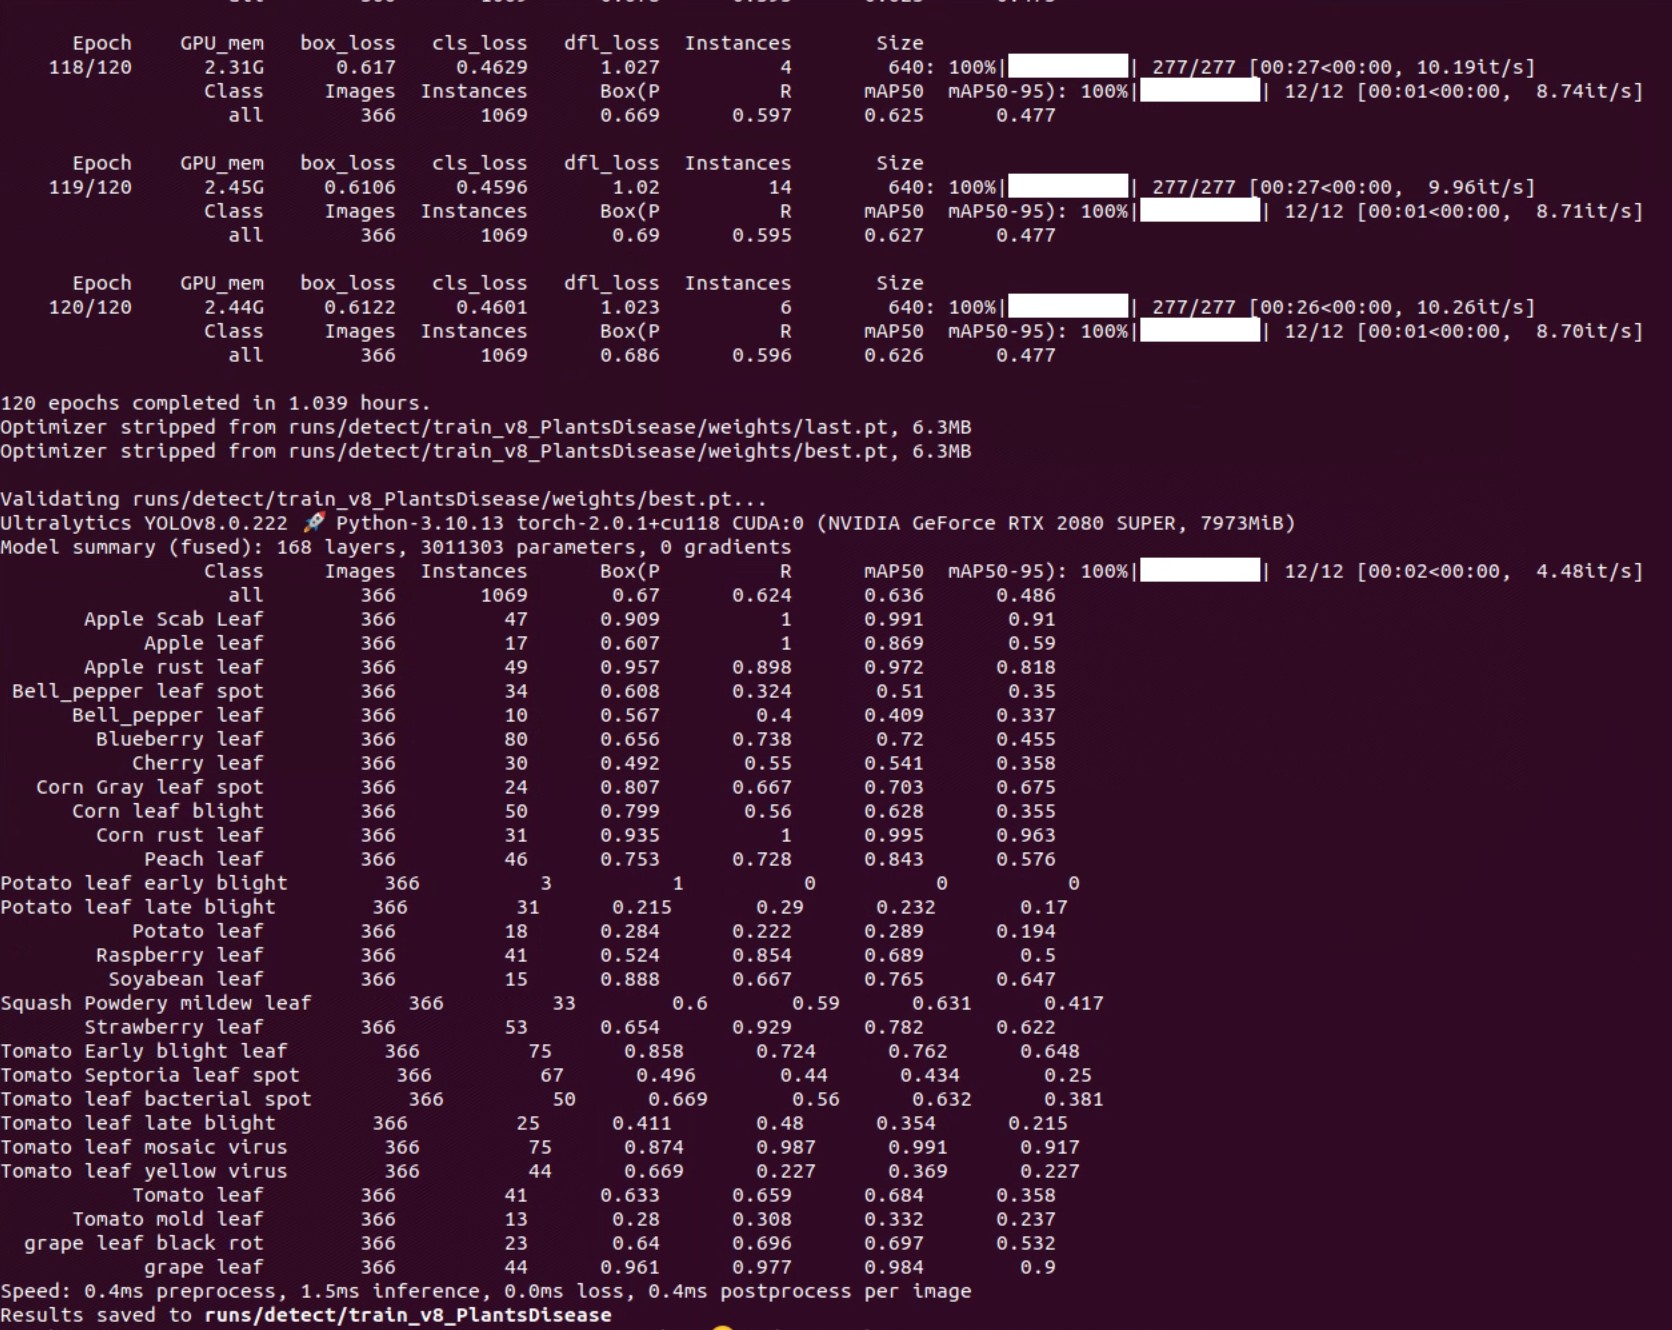 all 366 1069 0.625 0.477
Epoch GPU_mem box_loss cls_loss dfl_loss Instances Size
118/120 2.31G 0.617 0.4629 1.027 4 640: 100%| | 277/277 [00:27<00:00, 10.19it/s]
Class Images Instances Box(P R mAP50 mAP50-95): 100%| | 12/12 [00:01<00:00, 8.74it/s]
all 366 1069 0.669 0.597 0.625 0.477
Epoch GPU_mem box_loss cls_loss dfl_loss Instances Size
119/120 2.45G 0.6106 0.4596 1.02 14 640: 100%| | 277/277 [00:27<00:00, 9.96it/s]
Class Images Instances Box(P R mAP50 mAP50-95): 100%| | 12/12 [00:01<00:00, 8.71it/s]
all 366 1069 0.69 0.595 0.627 0.477
Epoch GPU_mem box_loss cls_loss dfl_loss Instances Size
120/120 2.44G 0.6122 0.4601 1.023 6 640: 100%| | 277/277 [00:26<00:00, 10.26it/s]
Class Images Instances Box(P R mAP50 mAP50-95): 100%| | 12/12 [00:01<00:00, 8.70it/s]
all 366 1069 0.686 0.596 0.626 0.477
120 epochs completed in 1.039 hours.
Optimizer stripped from runs/detect/train_v8_PlantsDisease/weights/last.pt, 6.3MB
Optimizer stripped from runs/detect/train_v8_PlantsDisease/weights/best.pt, 6.3MB
Validating runs/detect/train_v8_PlantsDisease/weights/best.pt...
Ultralytics YOLOv8.0.222 🚀 Python-3.10.13 torch-2.0.1+cu118 CUDA:0 (NVIDIA GeForce RTX 2080 SUPER, 7973MiB)
Model summary (fused): 168 layers, 3011303 parameters, 0 gradients
Class Images Instances Box(P R mAP50 mAP50-95): 100%| | 12/12 [00:02<00:00, 4.48it/s]
all 366 1069 0.67 0.624 0.636 0.486
Apple Scab Leaf 366 47 0.909 1 0.991 0.91
Apple leaf 366 17 0.607 1 0.869 0.59
Apple rust leaf 366 49 0.957 0.898 0.972 0.818
Bell_pepper leaf spot 366 34 0.608 0.324 0.51 0.35
Bell_pepper leaf 366 10 0.567 0.4 0.409 0.337
Blueberry leaf 366 80 0.656 0.738 0.72 0.455
Cherry leaf 366 30 0.492 0.55 0.541 0.358
Corn Gray leaf spot 366 24 0.807 0.667 0.703 0.675
Corn leaf blight 366 50 0.799 0.56 0.628 0.355
Corn rust leaf 366 31 0.935 1 0.995 0.963
Peach leaf 366 46 0.753 0.728 0.843 0.576
Potato leaf early blight 366 3 1 0 0 0
Potato leaf late blight 366 31 0.215 0.29 0.232 0.17
Potato leaf 366 18 0.284 0.222 0.289 0.194
Raspberry leaf 366 41 0.524 0.854 0.689 0.5
Soyabean leaf 366 15 0.888 0.667 0.765 0.647
Squash Powdery mildew leaf 366 33 0.6 0.59 0.631 0.417
Strawberry leaf 366 53 0.654 0.929 0.782 0.622
Tomato Early blight leaf 366 75 0.858 0.724 0.762 0.648
Tomato Septoria leaf spot 366 67 0.496 0.44 0.434 0.25
Tomato leaf bacterial spot 366 50 0.669 0.56 0.632 0.381
Tomato leaf late blight 366 25 0.411 0.48 0.354 0.215
Tomato leaf mosaic virus 366 75 0.874 0.987 0.991 0.917
Tomato leaf yellow virus 366 44 0.669 0.227 0.369 0.227
Tomato leaf 366 41 0.633 0.659 0.684 0.358
Tomato mold leaf 366 13 0.28 0.308 0.332 0.237
grape leaf black rot 366 23 0.64 0.696 0.697 0.532
grape leaf 366 44 0.961 0.977 0.984 0.9
Speed: 0.4ms preprocess, 1.5ms inference, 0.0ms loss, 0.4ms postprocess per image
Results saved to runs/detect/train_v8_PlantsDisease